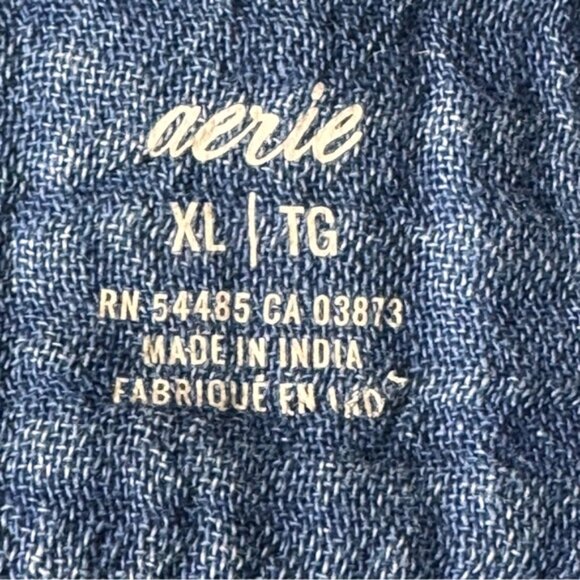 aerie
XL | TG
RN 54485 CA 03873
MADE IN INDIA
FABRIQUÉ EN